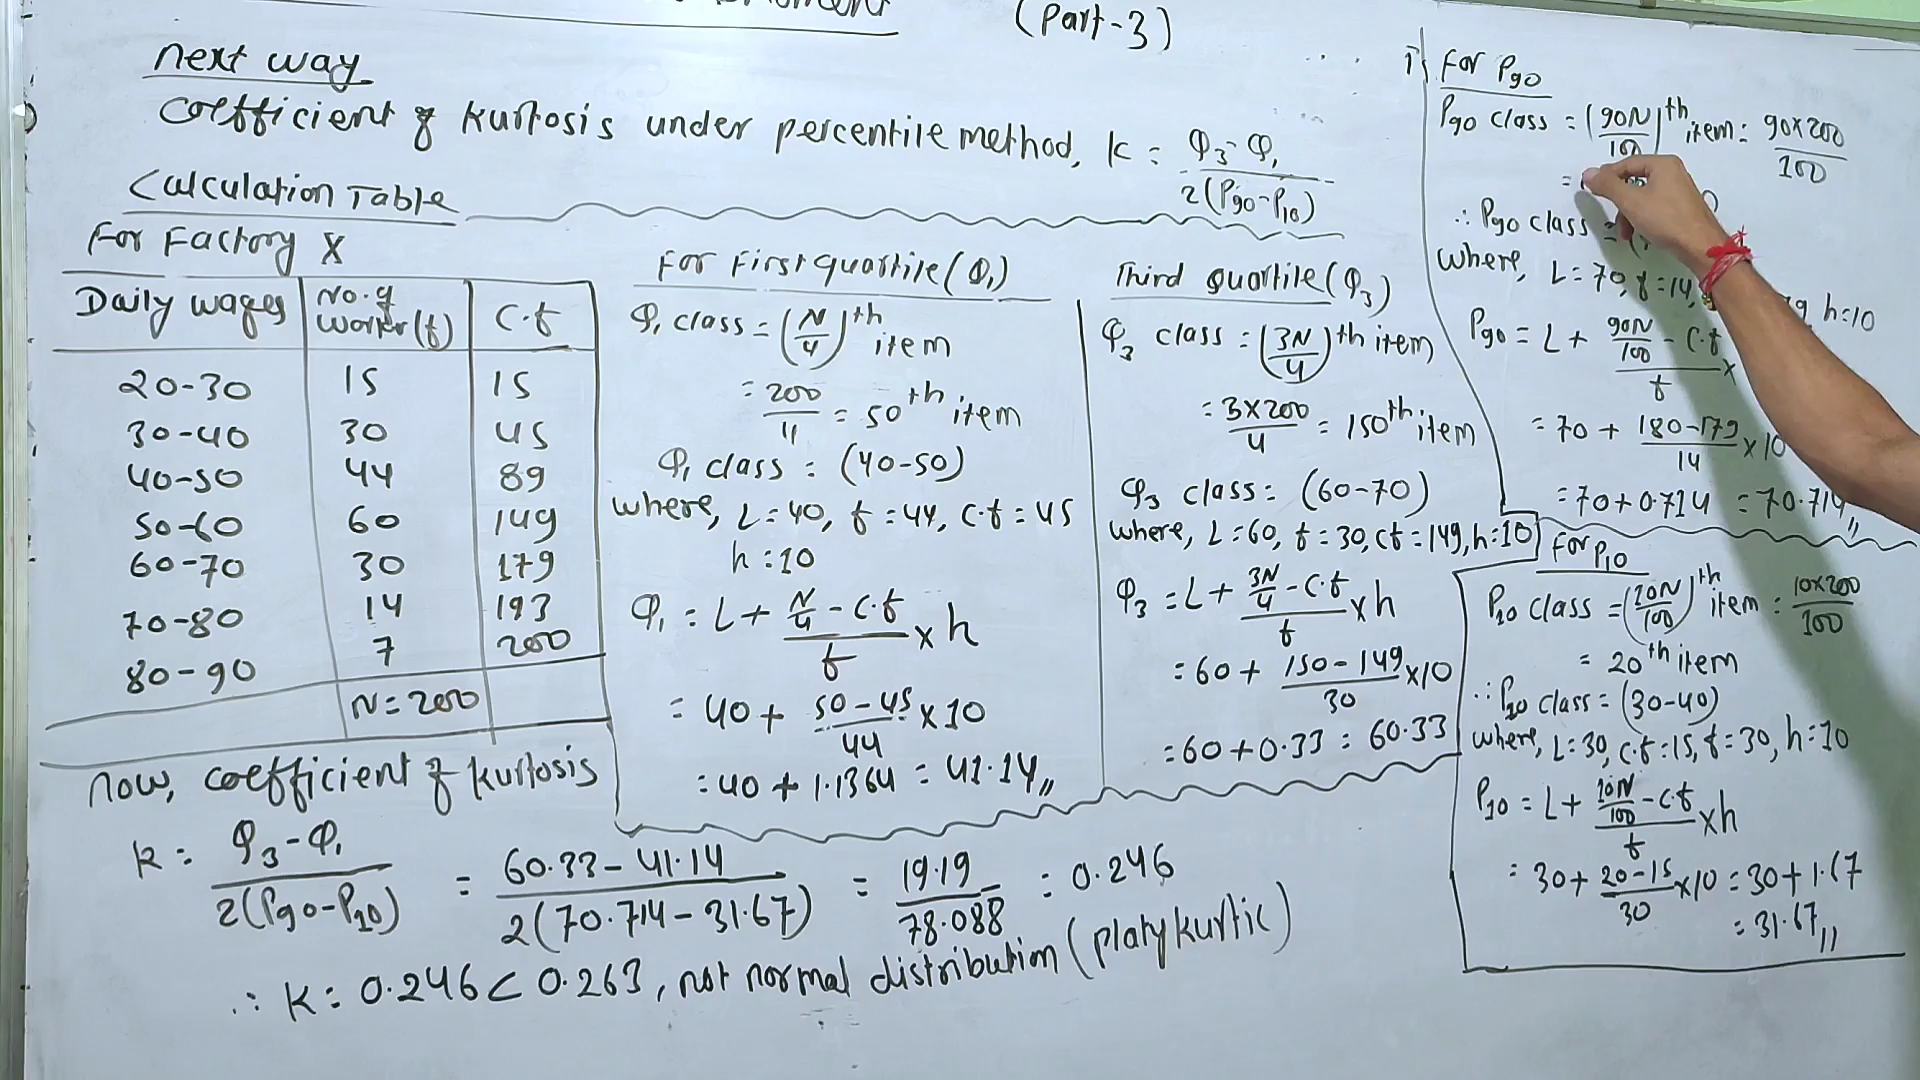 (Part-3)
next way
coefficient of kurtosis under percentile method, K = Q3-Q1 / 2(P90-P10)
Calculation Table
For Factory X
Daily wages | No. of worker (f) | C.f
20-30 15 15
30-40 30 45
40-50 44 89
50-60 60 149
60-70 30 179
70-80 14 193
80-90 7 200
N = 200
For First quartile (Q1)
Q1 class = (N/4)th item
= 200/4 = 50th item
Q1 class = (40-50)
where, L=40, f=44, C.f=45
h=10
Q1 = L + (N/4 - C.f)/f × h
= 40 + (50-45)/44 × 10
= 40 + 1.1364 = 41.14,,
Third quartile (Q3)
Q3 class = (3N/4)th item
= 3×200/4 = 150th item
Q3 class = (60-70)
where, L=60, f=30, cf=149, h=10
Q3 = L + (3N/4 - C.f)/f × h
= 60 + (150-149)/30 × 10
= 60 + 0.33 = 60.33
For P90
P90 class = (90N/100)th item = 90×200/100
∴ P90 class = (
where, L=70, f=14, h=10
P90 = L + (90N/100 - C.f)/f ×
= 70 + (180-179)/14 × 10
= 70 + 0.714 = 70.714,,
For P10
P10 class = (10N/100)th item = 10×200/100
= 20th item
∴ P10 class = (30-40)
where, L=30, C.f=15, f=30, h=10
P10 = L + (10N/100 - C.f)/f × h
= 30 + (20-15)/30 × 10 = 30 + 1.67
= 31.67,,
now, coefficient of kurtosis
K = Q3-Q1 / 2(P90-P10) = 60.33-41.14 / 2(70.714-31.67) = 19.19/78.088 = 0.246
∴ K = 0.246 < 0.263, not normal distribution (platykurtic)